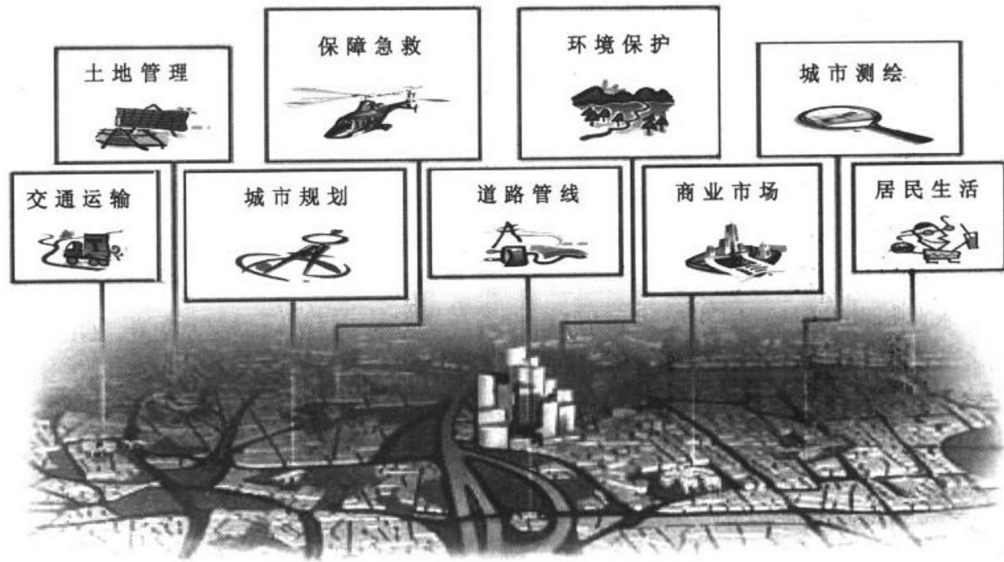 土地管理
保障急救
环境保护
城市测绘
交通运输
城市规划
道路管线
商业市场
居民生活